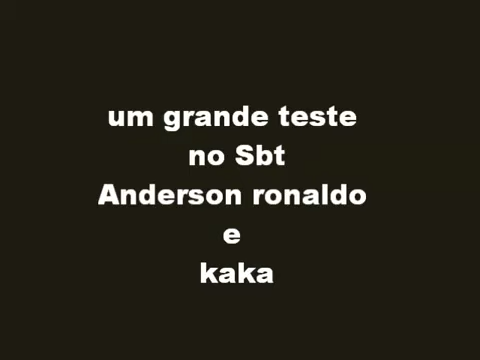 um grande teste
no Sbt
Anderson ronaldo
e
kaka